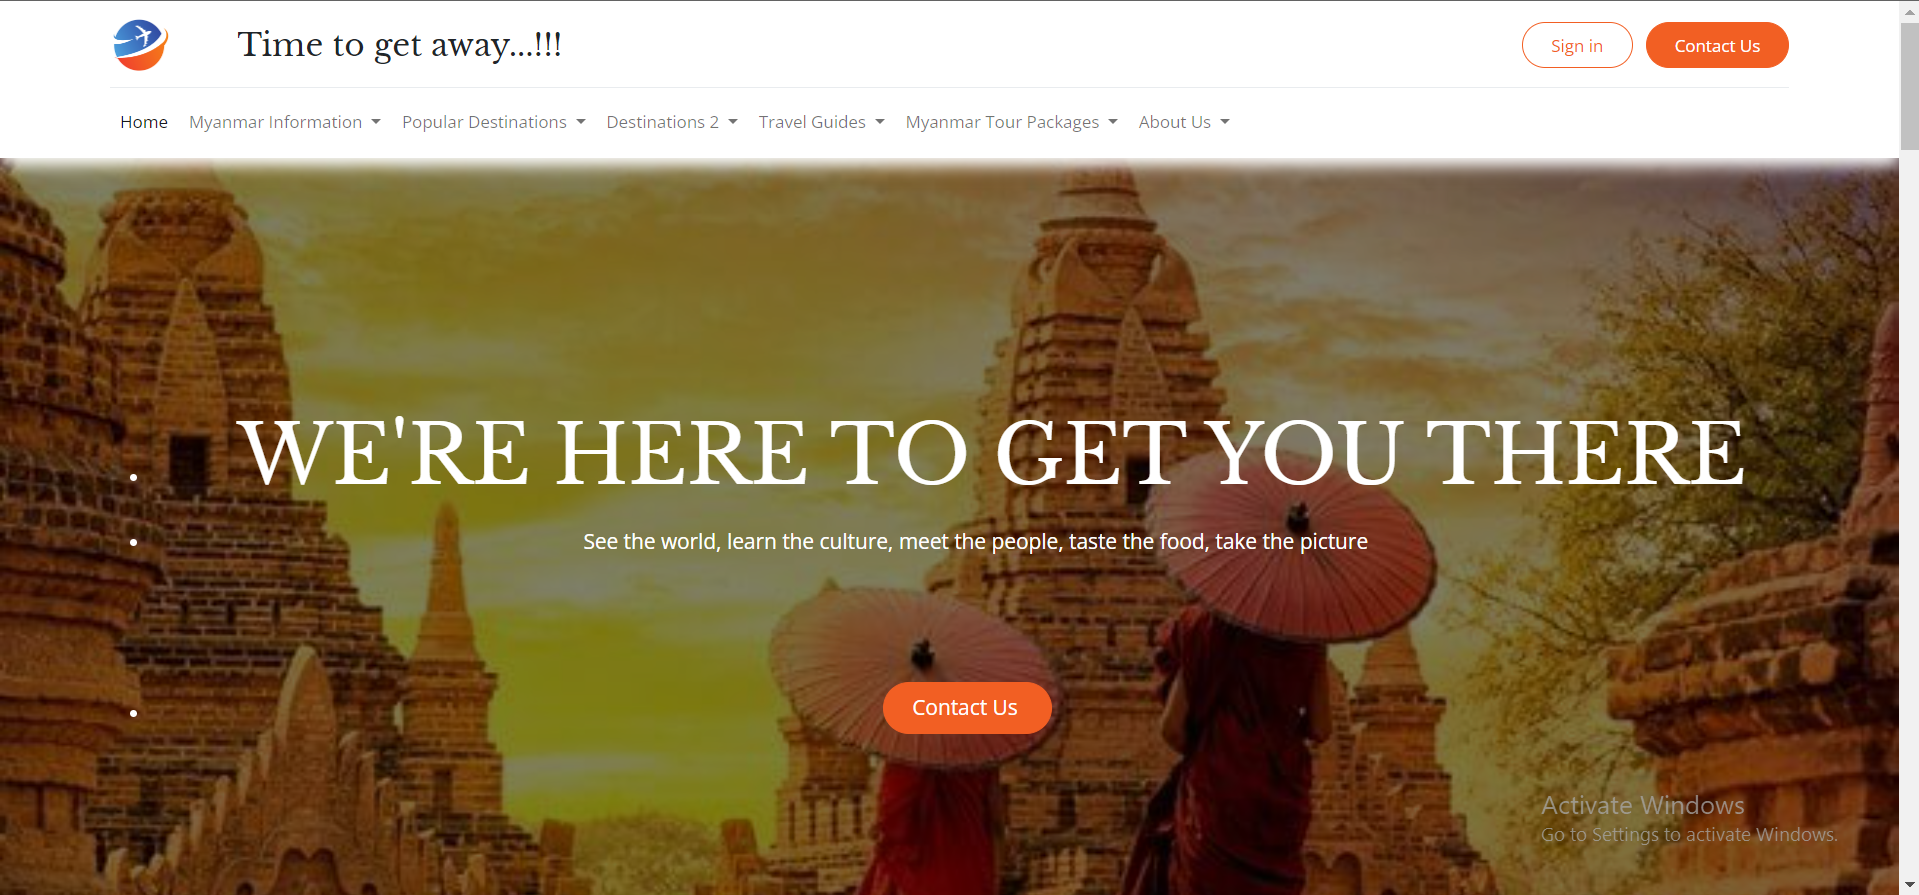 Time to get away...!!!
Sign in
Contact Us
Home Myanmar Information Popular Destinations Destinations 2 Travel Guides Myanmar Tour Packages About Us
WE'RE HERE TO GET YOU THERE
See the world, learn the culture, meet the people, taste the food, take the picture
Contact Us
Activate Windows
Go to Settings to activate Windows.